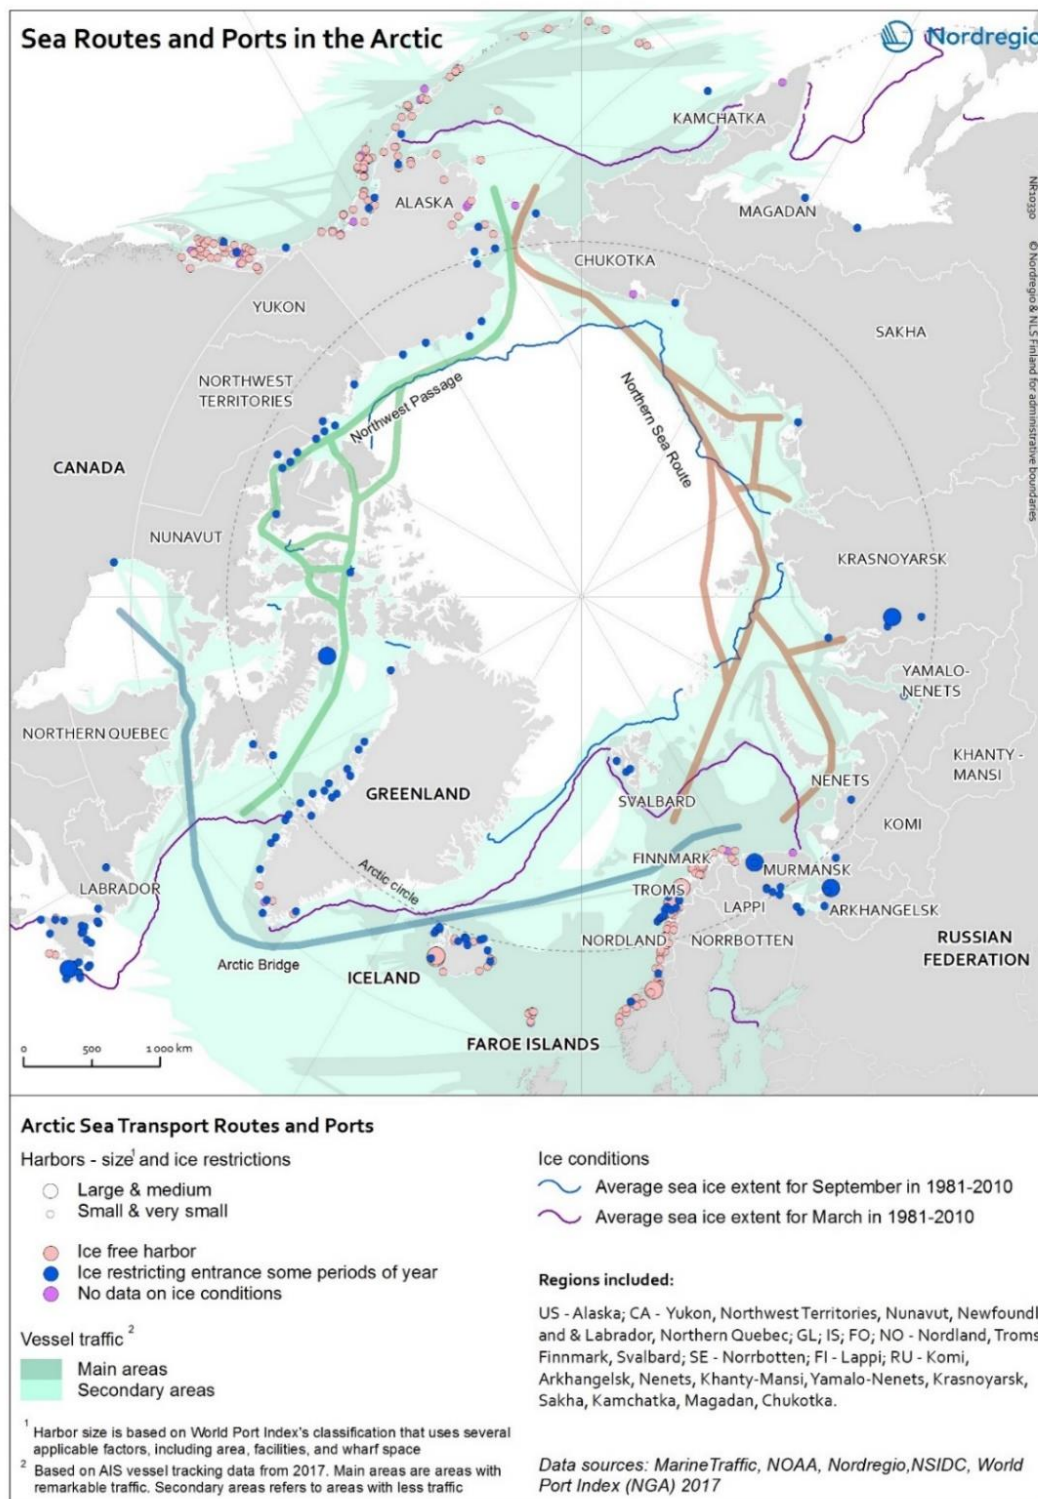 Sea Routes and Ports in the Arctic
Nordregio
KAMCHATKA
ALASKA
MAGADAN
CHUKOTKA
YUKON
SAKHA
NR10330 © Nordregio & NLS Finland for administrative boundaries
NORTHWEST
TERRITORIES
Northwest Passage
Northern Sea Route
CANADA
NUNAVUT
KRASNOYARSK
YAMALO-
NENETS
NORTHERN QUEBEC
KHANTY -
MANSI
GREENLAND
SVALBARD
NENETS
KOMI
FINNMARK
MURMANSK
LABRADOR
Arctic circle
TROMS
LAPPI
ARKHANGELSK
NORDLAND
NORRBOTTEN
RUSSIAN
FEDERATION
Arctic Bridge
ICELAND
FAROE ISLANDS
0 500 1 000 km
Arctic Sea Transport Routes and Ports
Harbors - size1 and ice restrictions
Large & medium
Small & very small
Ice free harbor
Ice restricting entrance some periods of year
No data on ice conditions
Vessel traffic 2
Main areas
Secondary areas
1 Harbor size is based on World Port Index's classification that uses several
applicable factors, including area, facilities, and wharf space
2 Based on AIS vessel tracking data from 2017. Main areas are areas with
remarkable traffic. Secondary areas refers to areas with less traffic
Ice conditions
Average sea ice extent for September in 1981-2010
Average sea ice extent for March in 1981-2010
Regions included:
US - Alaska; CA - Yukon, Northwest Territories, Nunavut, Newfoundl
and & Labrador, Northern Quebec; GL; IS; FO; NO - Nordland, Troms
Finnmark, Svalbard; SE - Norrbotten; FI - Lappi; RU - Komi,
Arkhangelsk, Nenets, Khanty-Mansi, Yamalo-Nenets, Krasnoyarsk,
Sakha, Kamchatka, Magadan, Chukotka.
Data sources: MarineTraffic, NOAA, Nordregio,NSIDC, World
Port Index (NGA) 2017